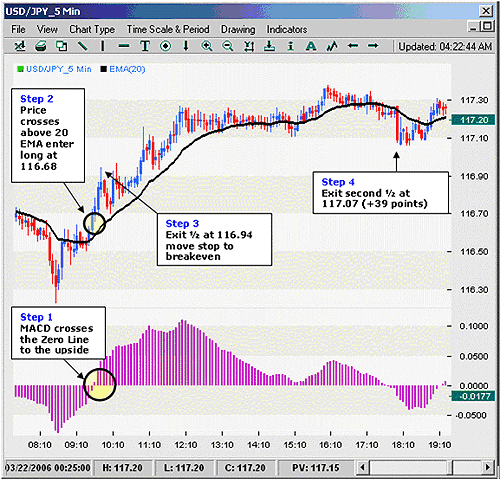 USD/JPY_5 Min
File View Chart Type Time Scale & Period Drawing Indicators
Updated: 04:22:44 AM
USD/JPY_5 Min EMA(20)
Step 2
Price
crosses
above 20
EMA enter
long at
116.68
Step 3
Exit ½ at 116.94
move stop to
breakeven
Step 4
Exit second ½ at
117.07 (+39 points)
117.30
117.20
117.10
116.90
116.70
116.50
116.30
Step 1
MACD crosses
the Zero Line
to the upside
0.1000
0.0500
0.0000
-0.0177
-0.0500
08:10 09:10 10:10 11:10 12:10 13:10 14:10 15:10 16:10 17:10 18:10 19:10
03/22/2006 00:25:00 H: 117.20 L: 117.20 C: 117.20 PV: 117.15